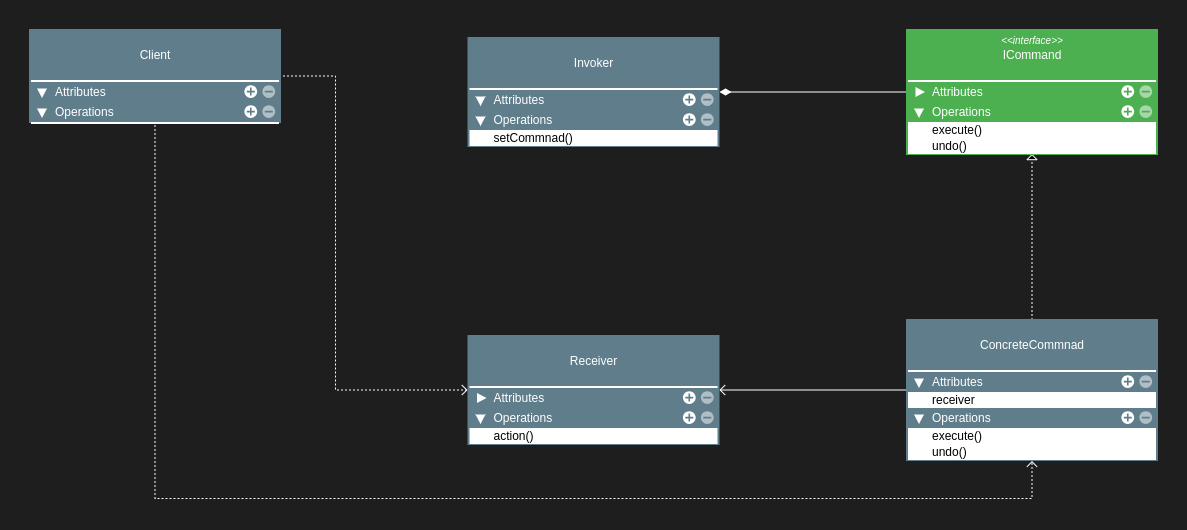 Client
Attributes
Operations
Invoker
Attributes
Operations
setCommnad()
<<interface>>
ICommand
Attributes
Operations
execute()
undo()
Receiver
Attributes
Operations
action()
ConcreteCommnad
Attributes
receiver
Operations
execute()
undo()